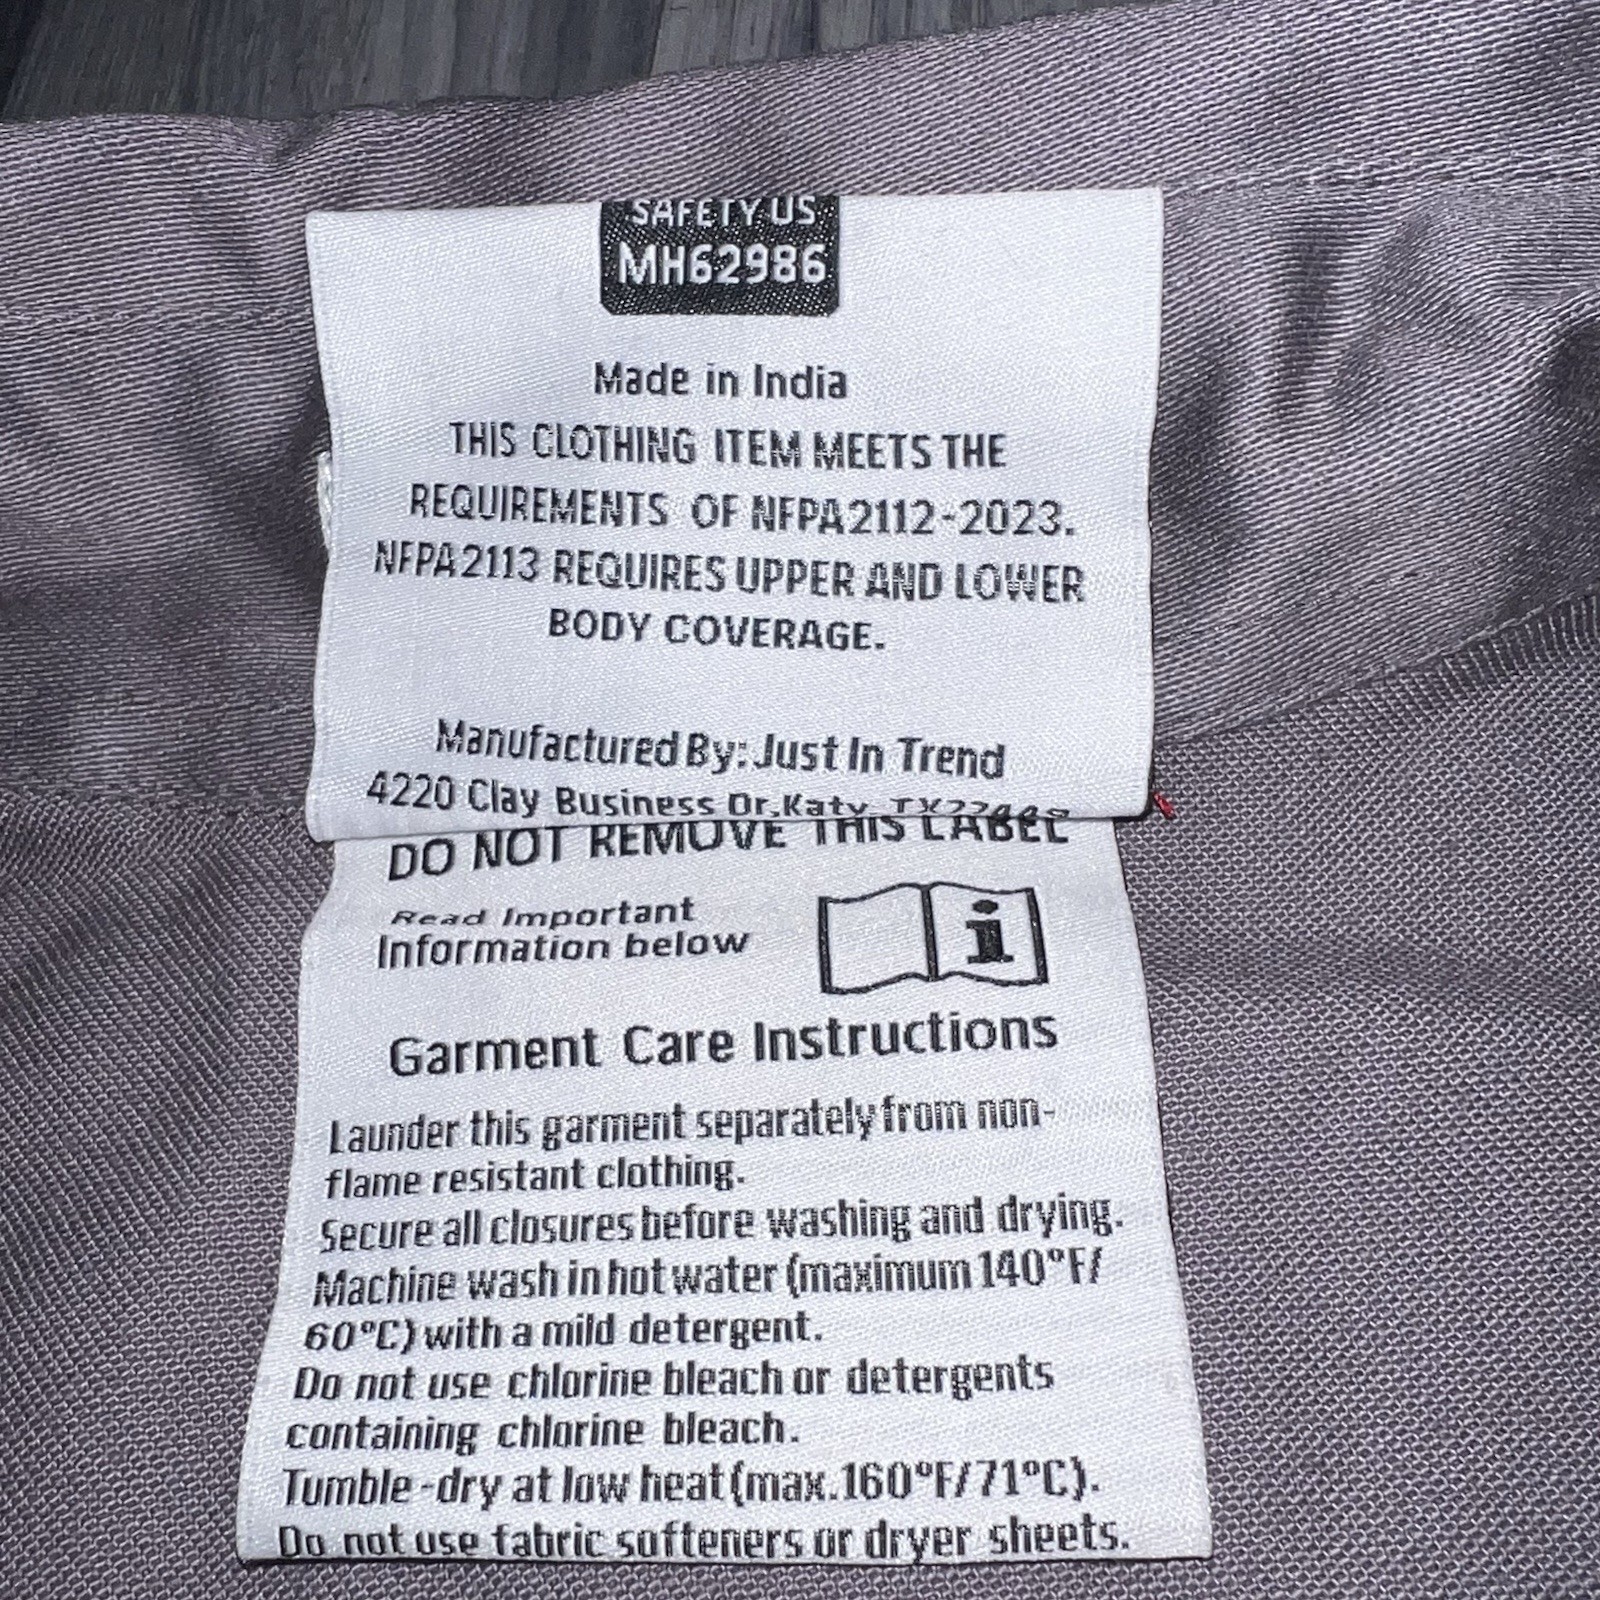 SAFETY US
MH62986
Made in India
THIS CLOTHING ITEM MEETS THE
REQUIREMENTS OF NFPA2112-2023.
NFPA2113 REQUIRES UPPER AND LOWER
BODY COVERAGE.
Manufactured By: Just In Trend
4220 Clay Business Dr, Katy
DO NOT REMOVE THIS LABEL
Read Important
Information below
i
Garment Care Instructions
Launder this garment separately from non-
flame resistant clothing.
Secure all closures before washing and drying.
Machine wash in hot water (maximum 140°F/
60°C) with a mild detergent.
Do not use chlorine bleach or detergents
containing chlorine bleach.
Tumble-dry at low heat (max. 160°F/71°C).
Do not use fabric softeners or dryer sheets.